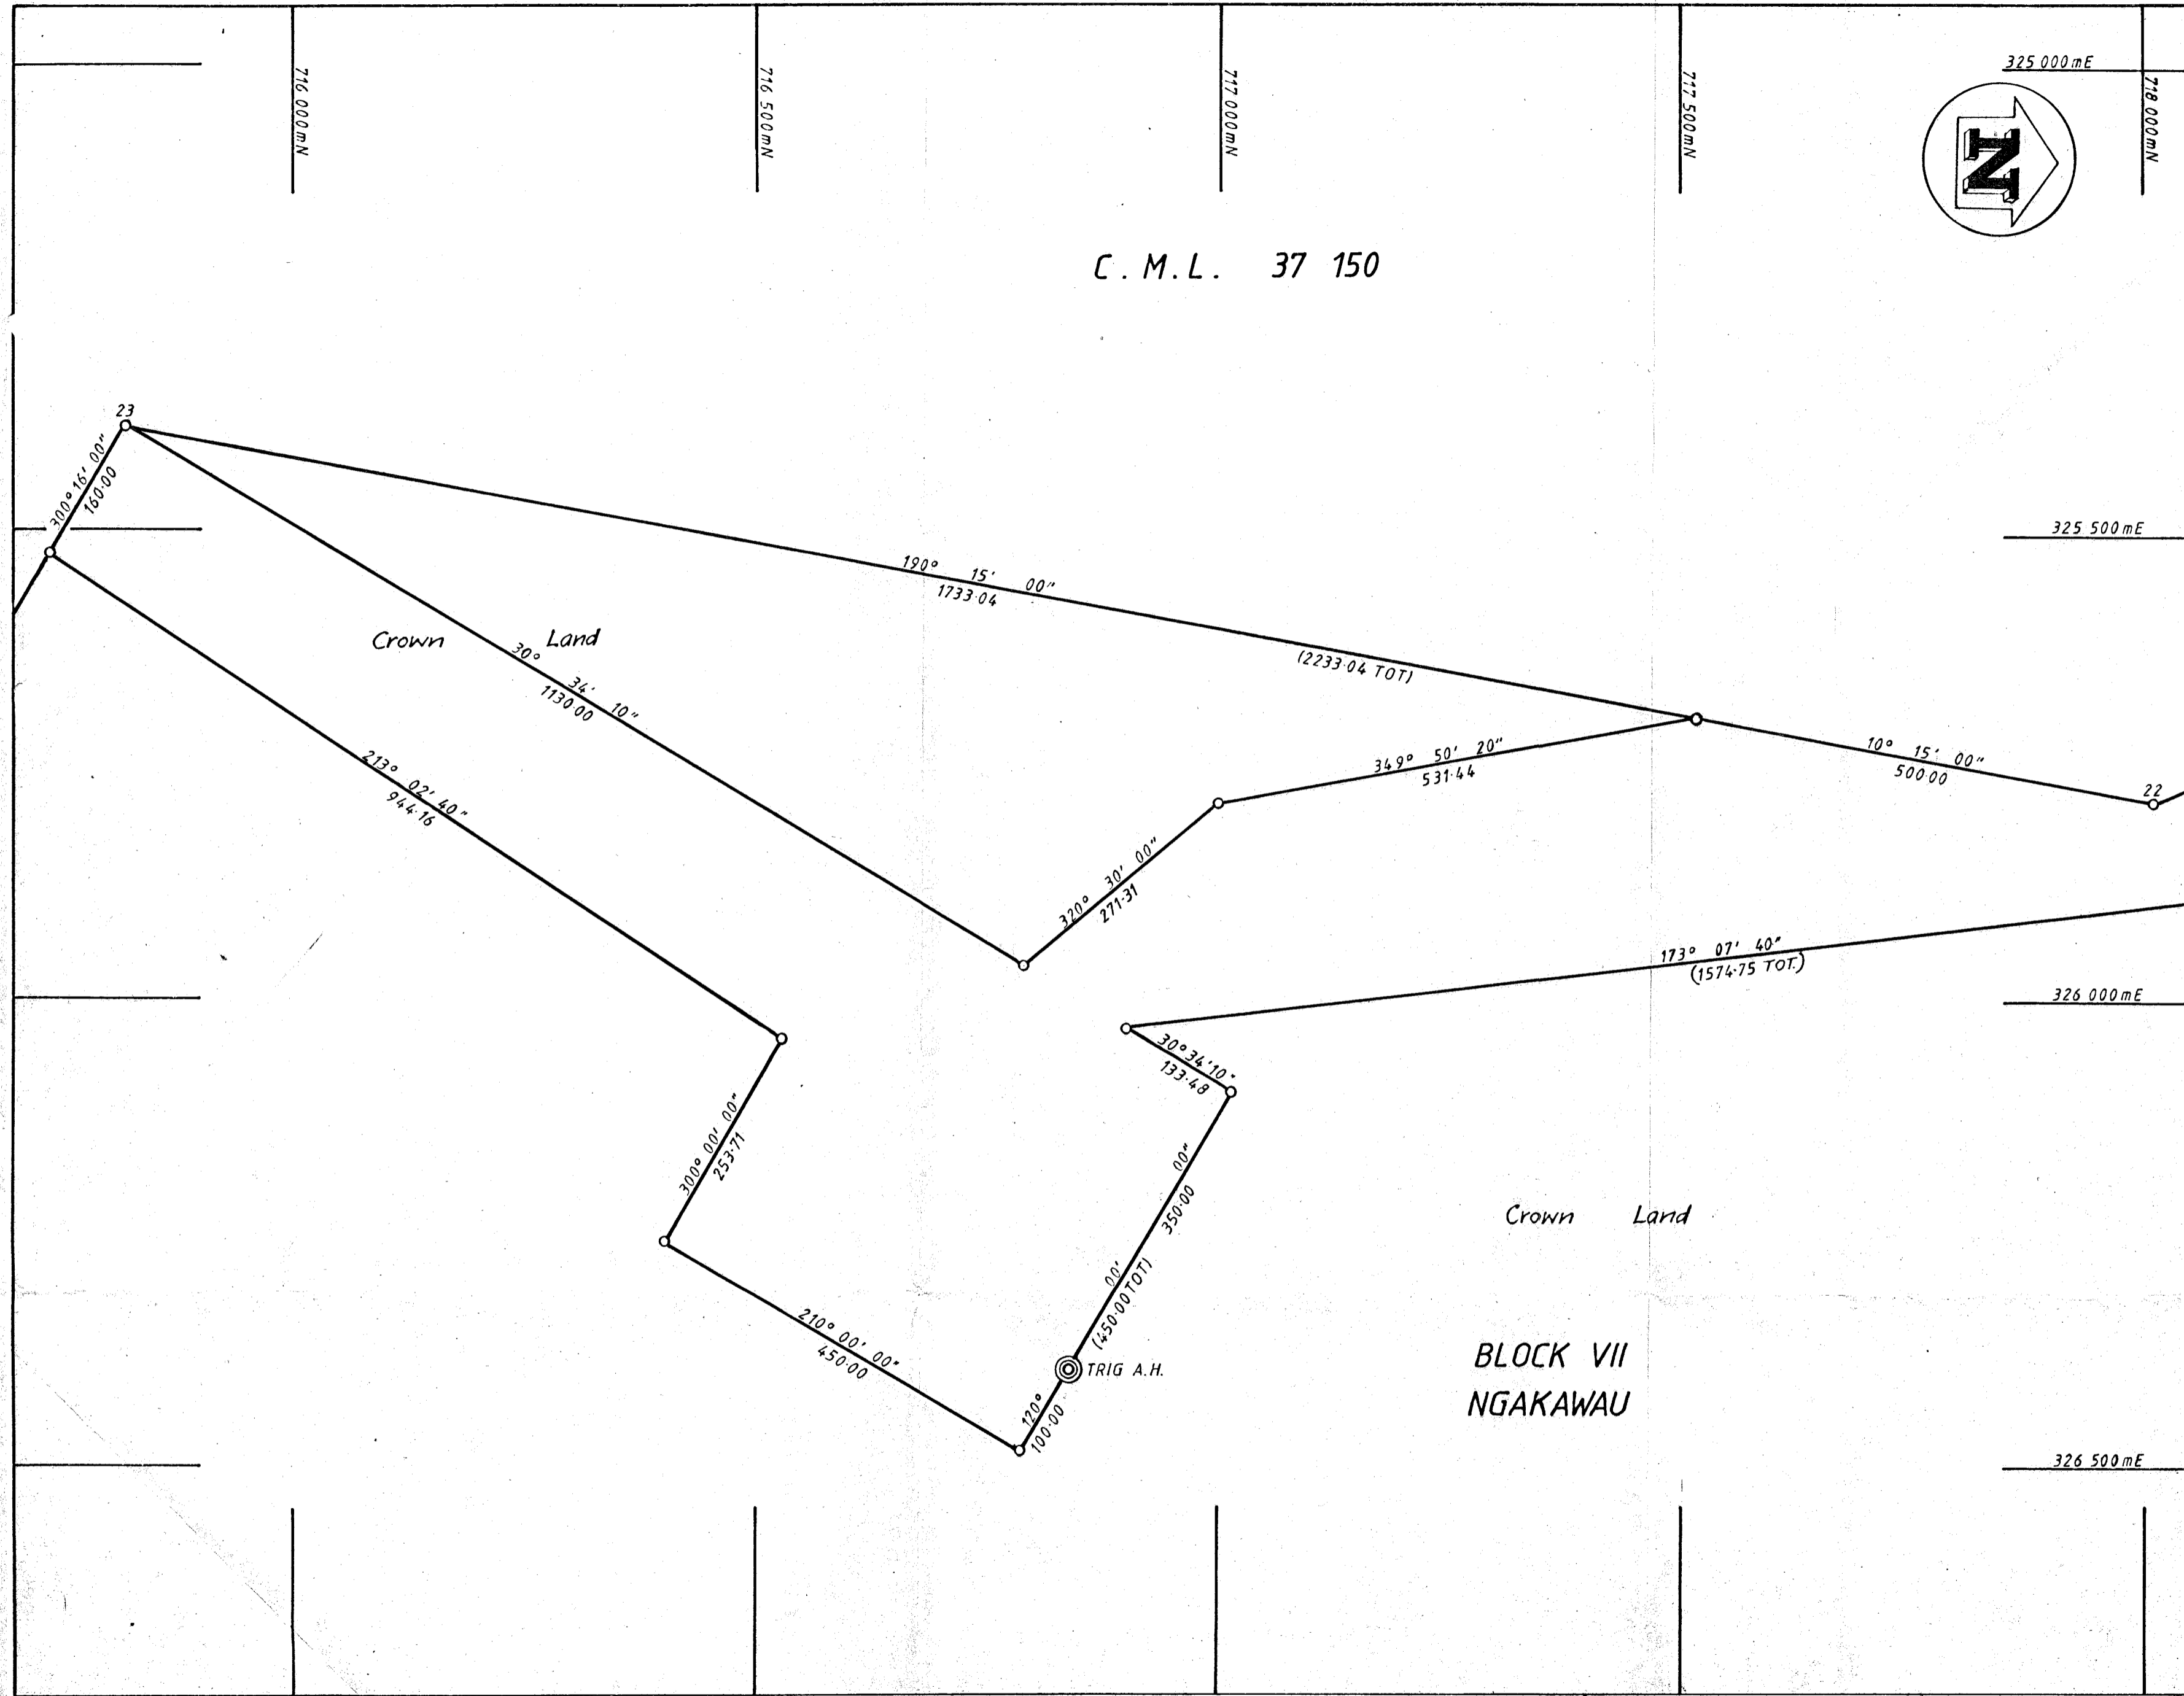 716 000mN
716 500mN
717 000mN
717 500mN
718 000mN
325 000mE
N
C.M.L. 37 150
23
300° 16' 00"
160·00
325 500mE
190° 15' 00"
1733·04
(2233·04 TOT)
Crown Land
30° 34' 10"
1130·00
10° 15' 00"
500·00
22
349° 50' 20"
531·44
213° 02' 40"
944·16
320° 30' 00"
271·31
173° 07' 40"
(1574·75 TOT.)
326 000mE
30° 34' 10"
133·48
300° 00' 00"
253·71
120° 00' 00"
350·00
(450·00 TOT)
100·00
Crown Land
210° 00' 00"
450·00
TRIG A.H.
BLOCK VII
NGAKAWAU
326 500mE